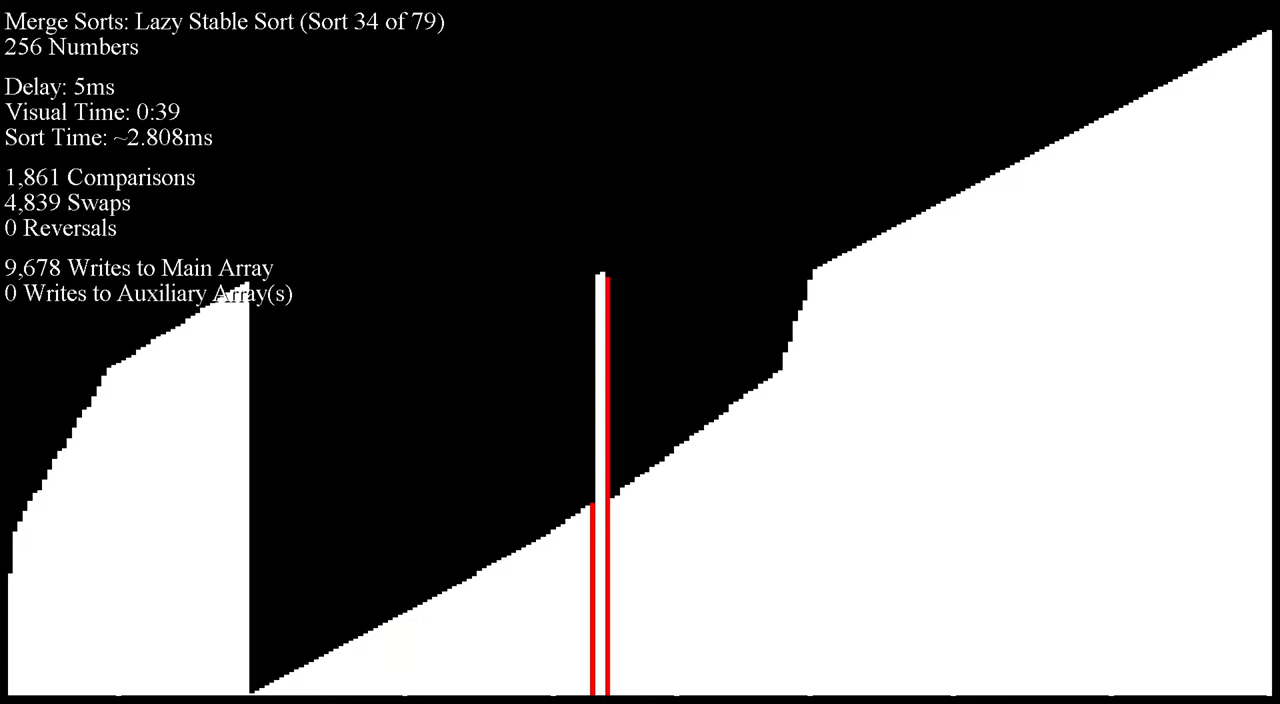 Merge Sorts: Lazy Stable Sort (Sort 34 of 79)
256 Numbers
Delay: 5ms
Visual Time: 0:39
Sort Time: ~2.808ms
1,861 Comparisons
4,839 Swaps
0 Reversals
9,678 Writes to Main Array
0 Writes to Auxiliary Array(s)